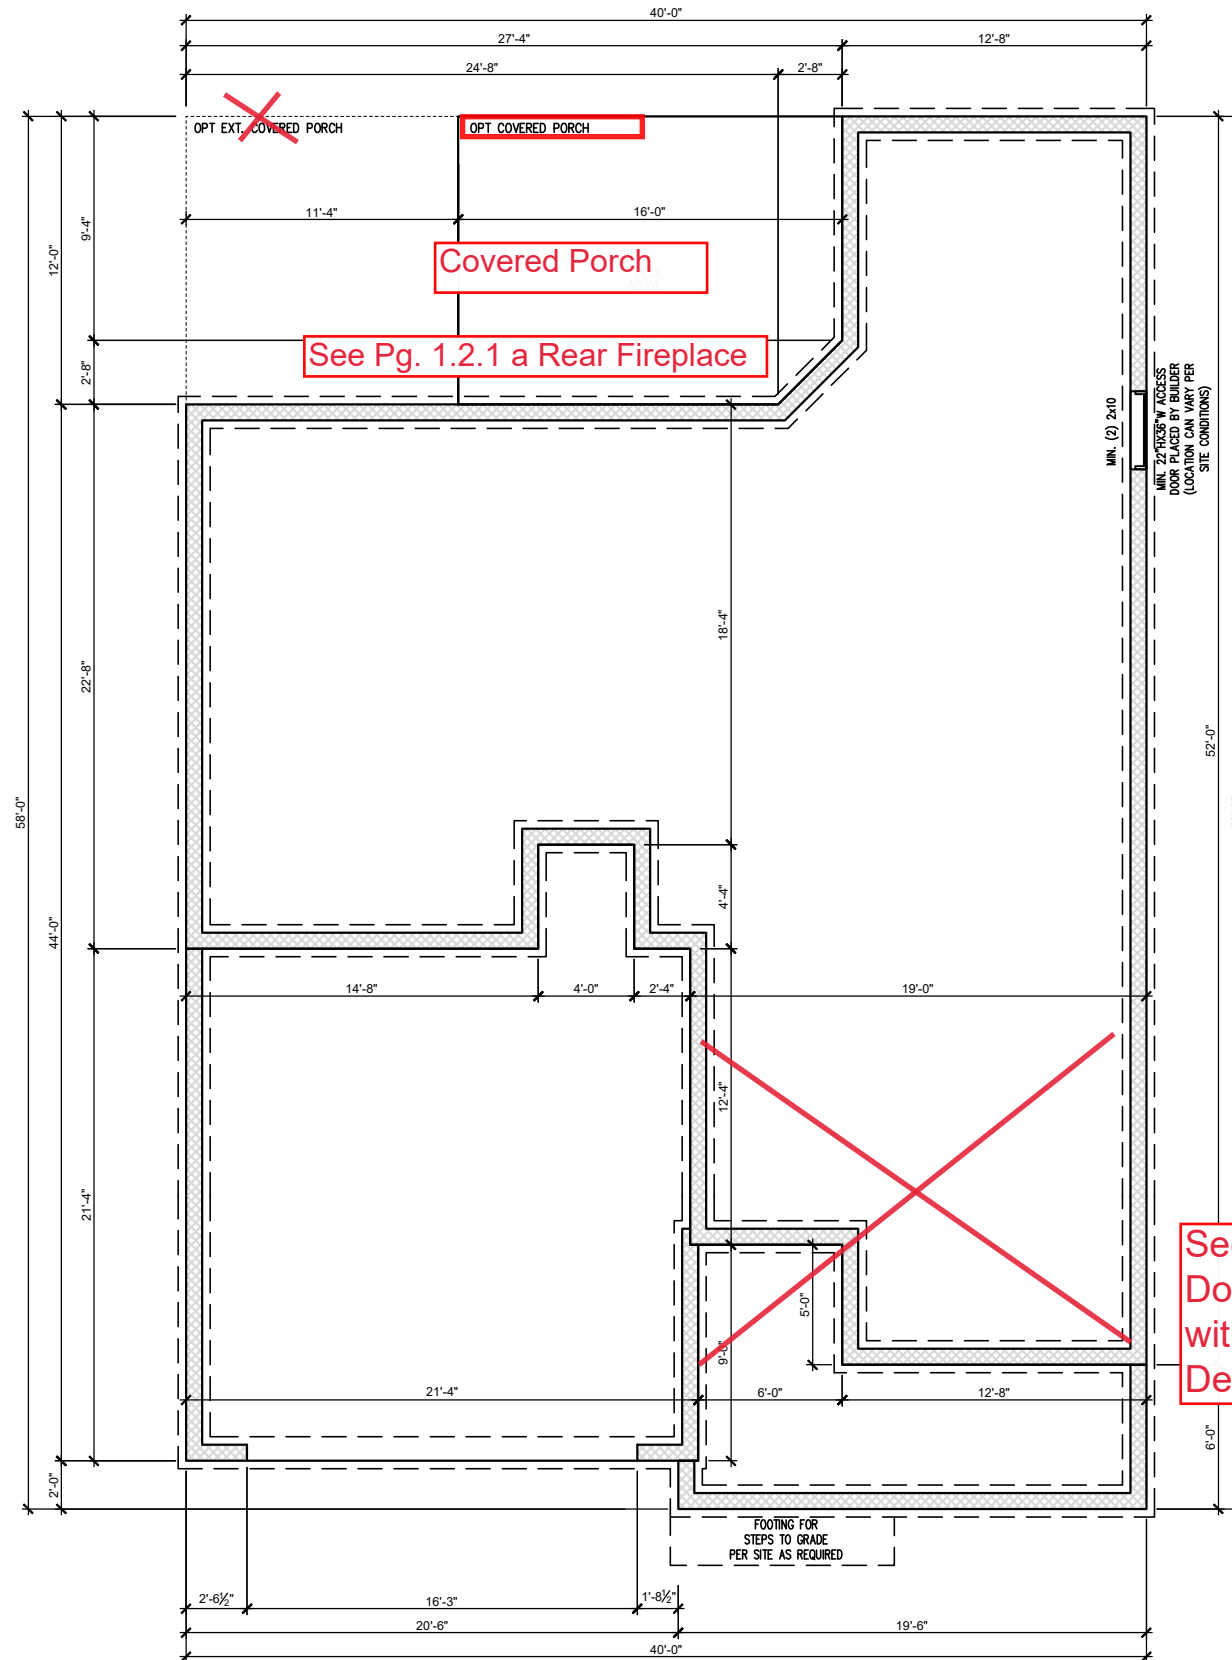 40'-0"
27'-4" 12'-8"
24'-8" 2'-8"
OPT EXT. COVERED PORCH
OPT COVERED PORCH
11'-4" 16'-0"
9'-4"
12'-0"
Covered Porch
See Pg. 1.2.1 a Rear Fireplace
2'-8"
MIN. (2) 2x10
MIN. 22"HX36"W ACCESS
DOOR PLACED BY BUILDER
(LOCATION CAN VARY PER
SITE CONDITIONS)
18'-4"
22'-8"
52'-0"
58'-0"
4'-4"
44'-0"
14'-8" 4'-0" 2'-4" 19'-0"
12'-4"
21'-4"
5'-0"
9'-0"
21'-4" 6'-0" 12'-8"
6'-0"
2'-0"
FOOTING FOR
STEPS TO GRADE
PER SITE AS REQUIRED
2'-6½" 16'-3" 1'-8½"
20'-6" 19'-6"
40'-0"